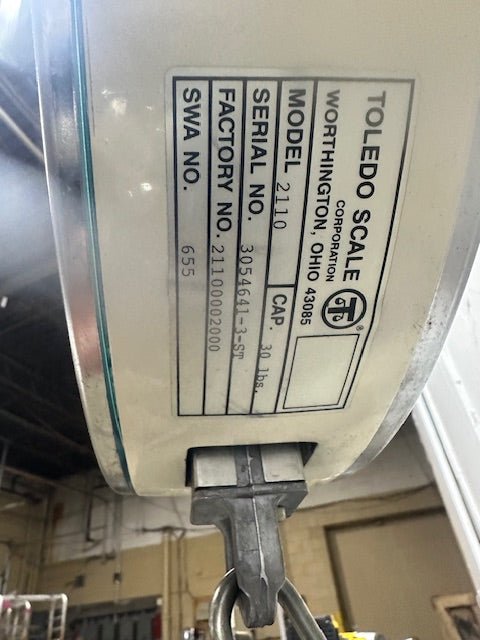 TOLEDO SCALE
CORPORATION
WORTHINGTON, OHIO 43085
MODEL 2110 CAP. 30 lbs.
SERIAL NO. 3054641-3-ST
FACTORY NO. 21100002000
SWA NO. 655